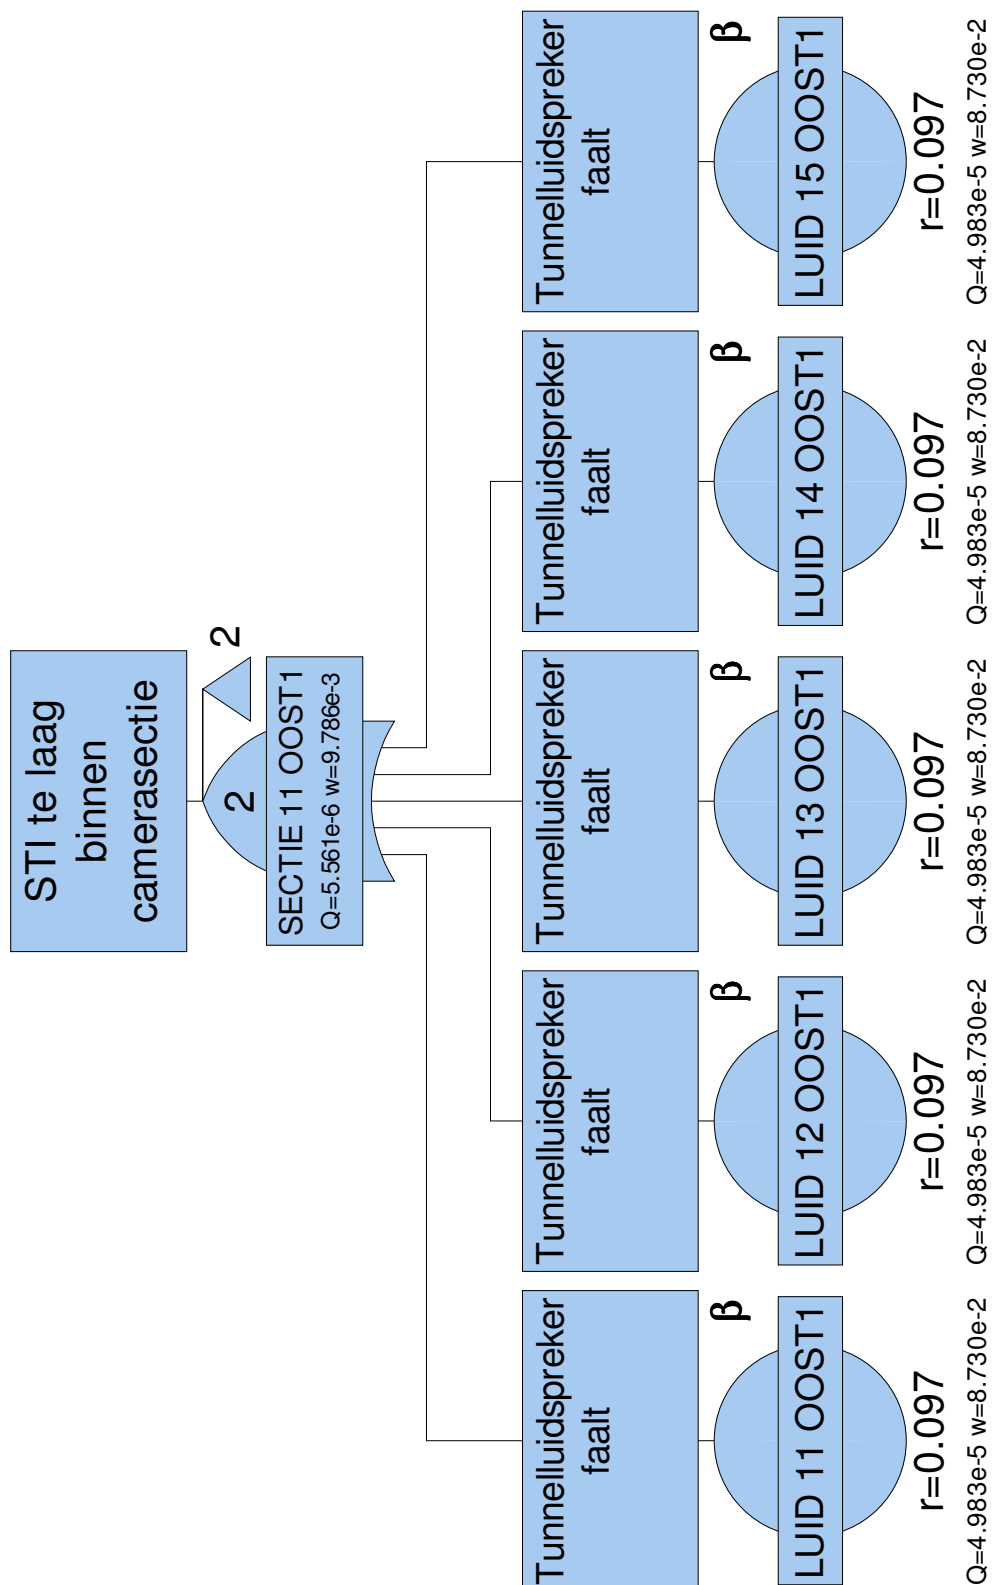 STI te laag
binnen
camerasectie
2
2
SECTIE 11 OOST1
Q=5.561e-6 w=9.786e-3
Tunnelluidspreker
faalt
β
LUID 11 OOST1
r=0.097
Q=4.983e-5 w=8.730e-2
Tunnelluidspreker
faalt
β
LUID 12 OOST1
r=0.097
Q=4.983e-5 w=8.730e-2
Tunnelluidspreker
faalt
β
LUID 13 OOST1
r=0.097
Q=4.983e-5 w=8.730e-2
Tunnelluidspreker
faalt
β
LUID 14 OOST1
r=0.097
Q=4.983e-5 w=8.730e-2
Tunnelluidspreker
faalt
β
LUID 15 OOST1
r=0.097
Q=4.983e-5 w=8.730e-2